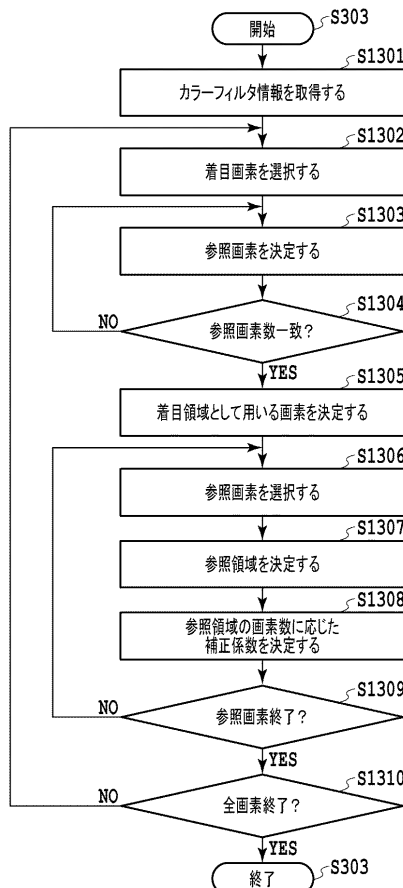 開始
S303
S1301
カラーフィルタ情報を取得する
S1302
着目画素を選択する
S1303
参照画素を決定する
S1304
参照画素数一致？
NO
YES
S1305
着目領域として用いる画素を決定する
S1306
参照画素を選択する
S1307
参照領域を決定する
S1308
参照領域の画素数に応じた
補正係数を決定する
S1309
参照画素終了？
NO
YES
S1310
全画素終了？
NO
YES
終了
S303